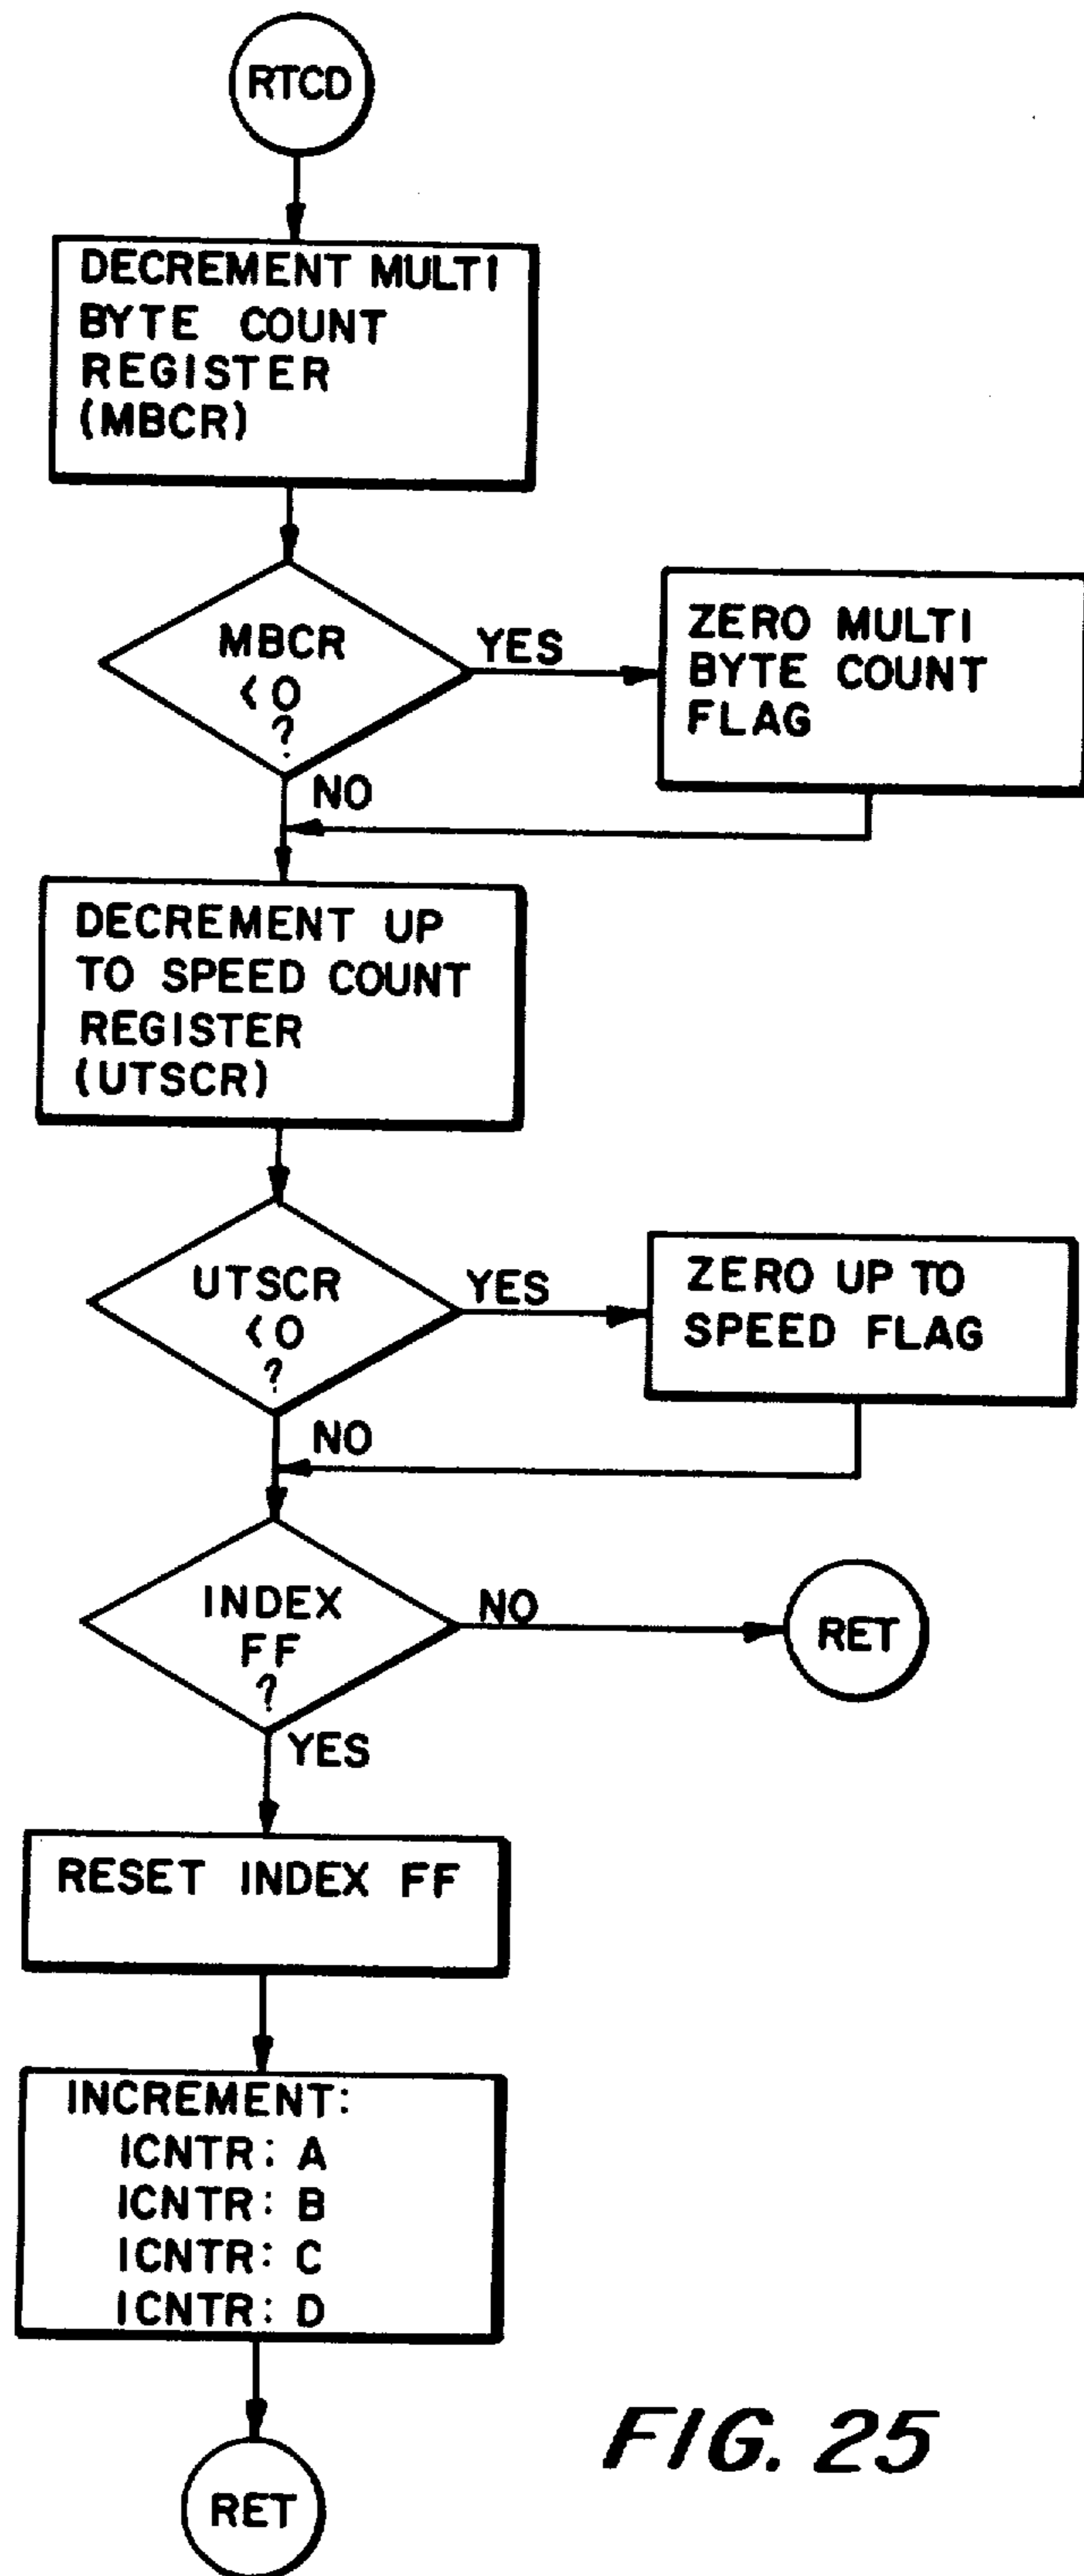 RTCD
DECREMENT MULTI
BYTE COUNT
REGISTER
(MBCR)
MBCR
<0
?
YES
ZERO MULTI
BYTE COUNT
FLAG
NO
DECREMENT UP
TO SPEED COUNT
REGISTER
(UTSCR)
UTSCR
<0
?
YES
ZERO UP TO
SPEED FLAG
NO
INDEX
FF
?
NO
RET
YES
RESET INDEX FF
INCREMENT:
ICNTR: A
ICNTR: B
ICNTR: C
ICNTR: D
RET
FIG. 25